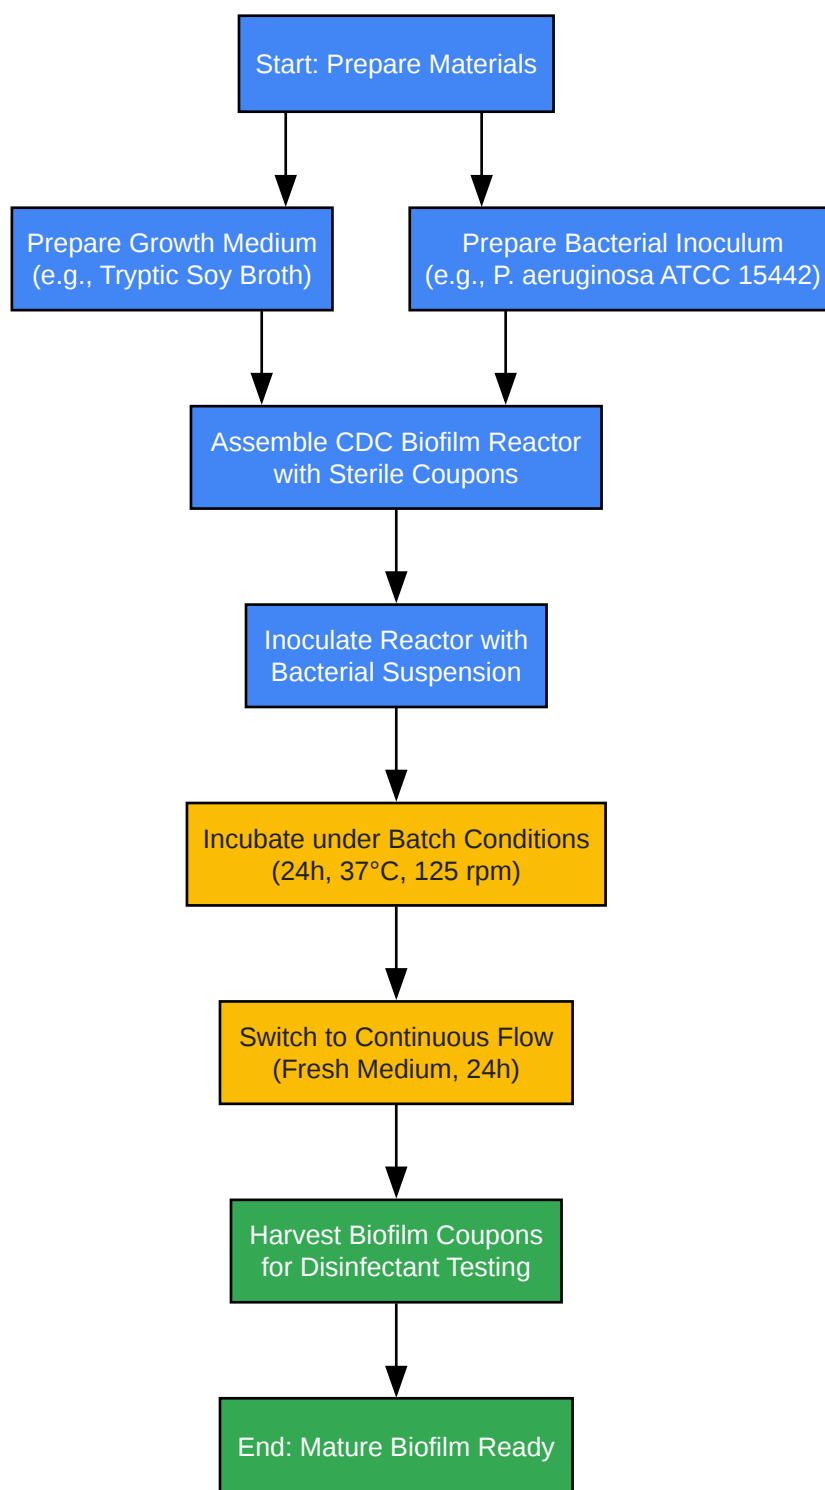 Start: Prepare Materials
Prepare Growth Medium
(e.g., Tryptic Soy Broth)
Prepare Bacterial Inoculum
(e.g., P. aeruginosa ATCC 15442)
Assemble CDC Biofilm Reactor
with Sterile Coupons
Inoculate Reactor with
Bacterial Suspension
Incubate under Batch Conditions
(24h, 37°C, 125 rpm)
Switch to Continuous Flow
(Fresh Medium, 24h)
Harvest Biofilm Coupons
for Disinfectant Testing
End: Mature Biofilm Ready